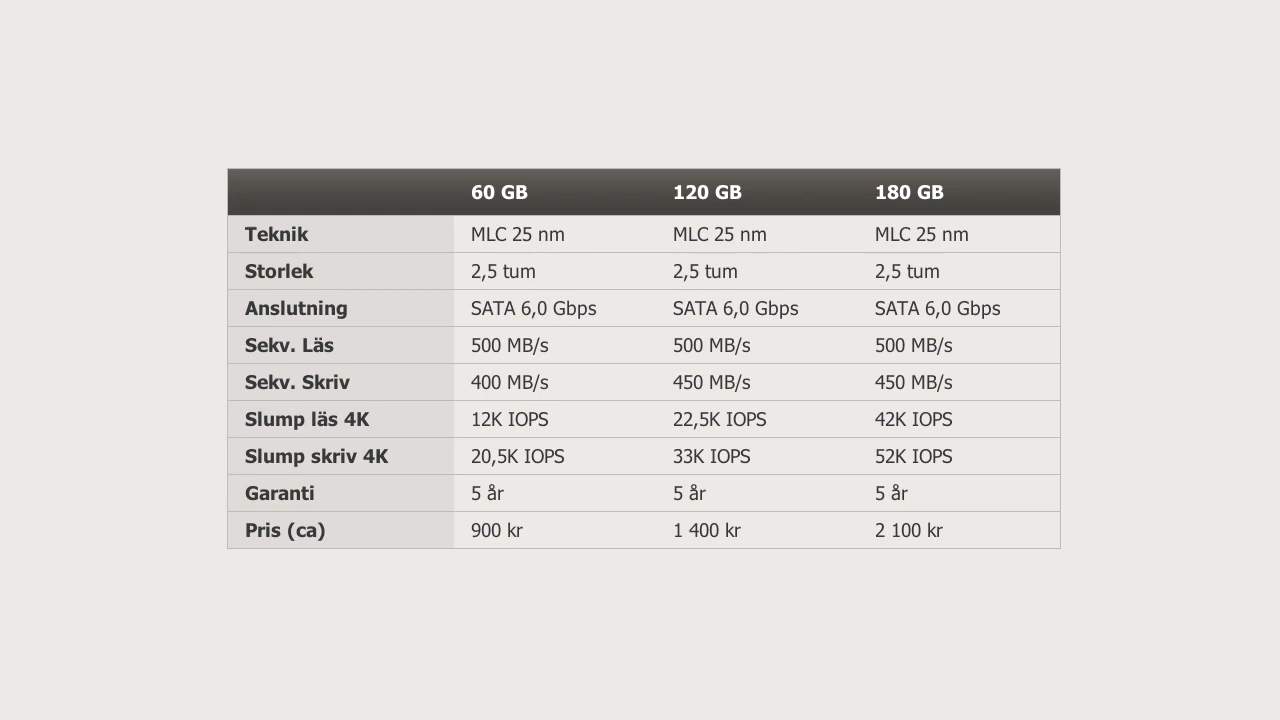 60 GB 120 GB 180 GB
Teknik MLC 25 nm MLC 25 nm MLC 25 nm
Storlek 2,5 tum 2,5 tum 2,5 tum
Anslutning SATA 6,0 Gbps SATA 6,0 Gbps SATA 6,0 Gbps
Sekv. Läs 500 MB/s 500 MB/s 500 MB/s
Sekv. Skriv 400 MB/s 450 MB/s 450 MB/s
Slump läs 4K 12K IOPS 22,5K IOPS 42K IOPS
Slump skriv 4K 20,5K IOPS 33K IOPS 52K IOPS
Garanti 5 år 5 år 5 år
Pris (ca) 900 kr 1 400 kr 2 100 kr